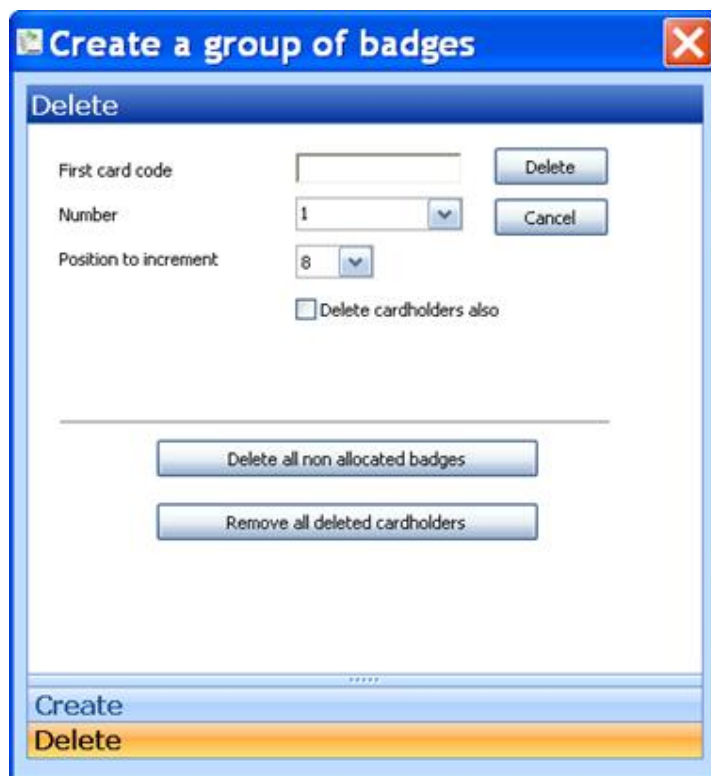 Create a group of badges
Delete
First card code
Delete
Number
1
Cancel
Position to increment
8
Delete cardholders also
Delete all non allocated badges
Remove all deleted cardholders
Create
Delete